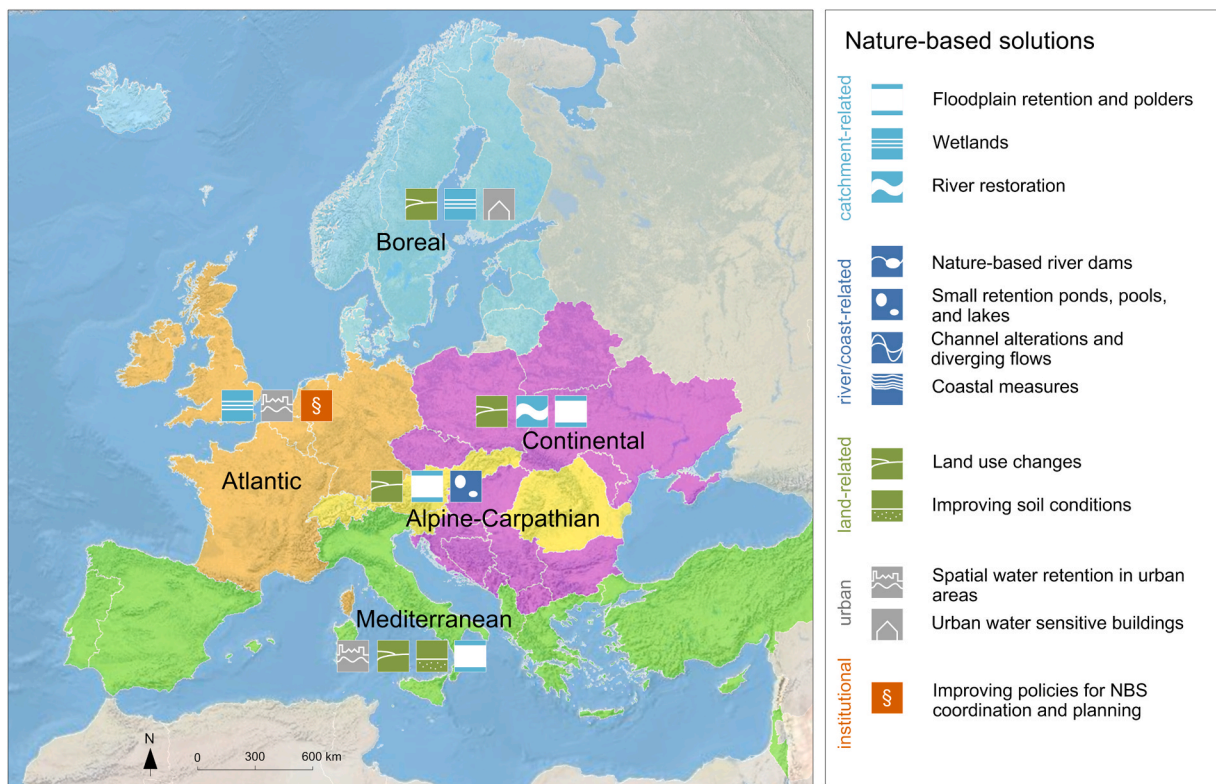 Boreal
Atlantic
Continental
Alpine-Carpathian
Mediterranean
§
N
0 300 600 km
Nature-based solutions
catchment-related
Floodplain retention and polders
Wetlands
River restoration
river/coast-related
Nature-based river dams
Small retention ponds, pools,
and lakes
Channel alterations and
diverging flows
Coastal measures
land-related
Land use changes
Improving soil conditions
urban
Spatial water retention in urban
areas
Urban water sensitive buildings
institutional
§
Improving policies for NBS
coordination and planning